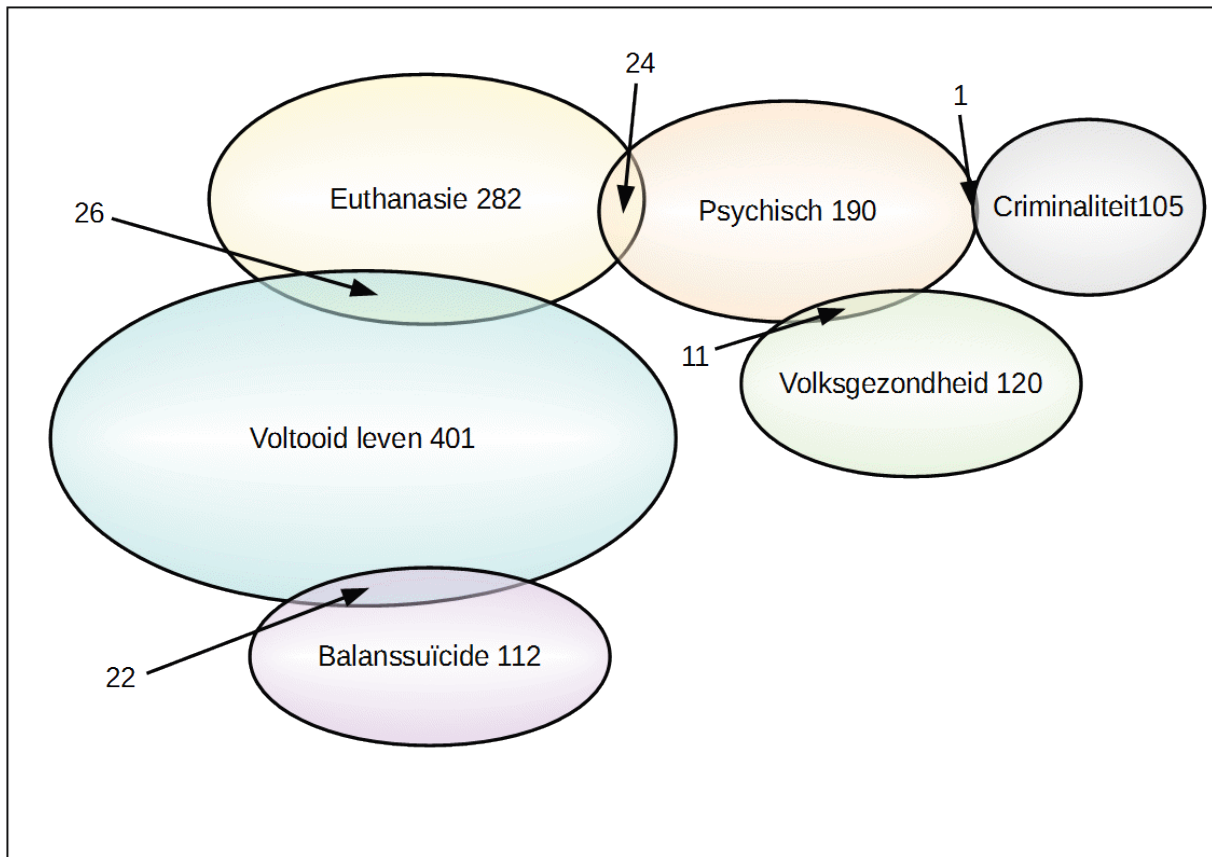 24
1
Euthanasie 282
Psychisch 190
Criminaliteit105
26
11
Volksgezondheid 120
Voltooid leven 401
Balanssuïcide 112
22